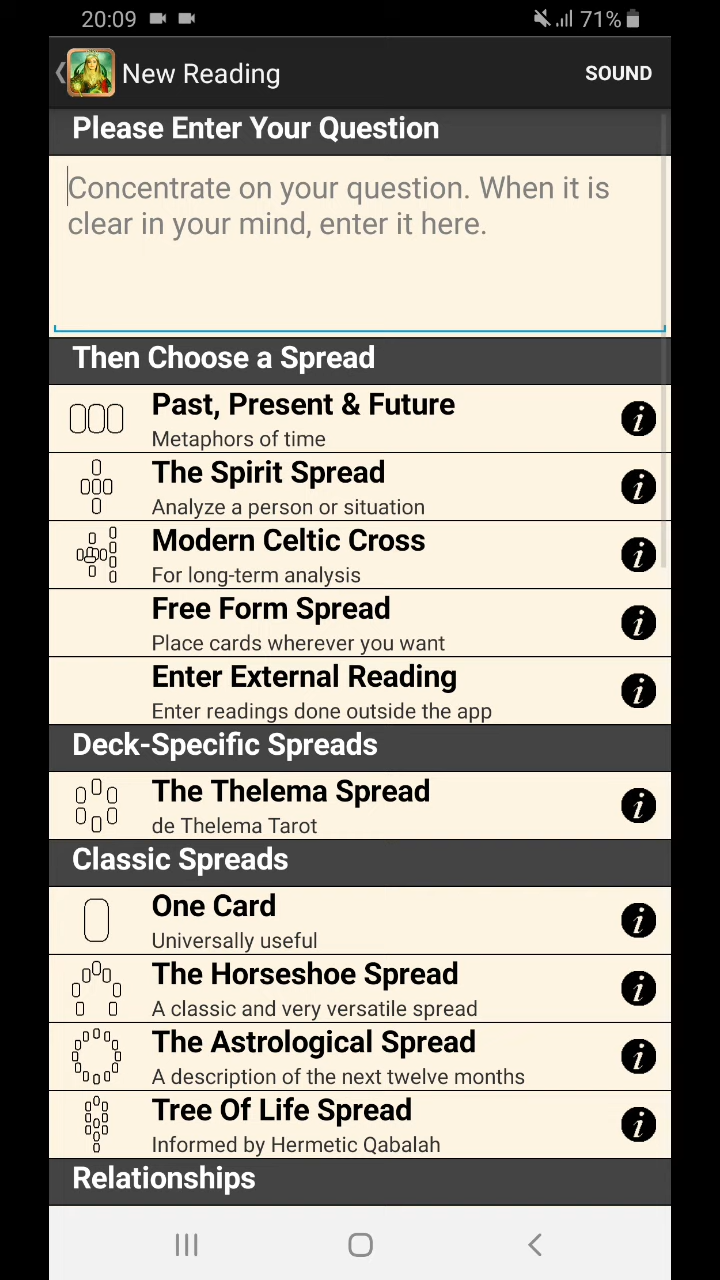 20:09
71%
New Reading
SOUND
Please Enter Your Question
Concentrate on your question. When it is
clear in your mind, enter it here.
Then Choose a Spread
Past, Present & Future
Metaphors of time
i
The Spirit Spread
Analyze a person or situation
i
Modern Celtic Cross
For long-term analysis
i
Free Form Spread
Place cards wherever you want
i
Enter External Reading
Enter readings done outside the app
i
Deck-Specific Spreads
The Thelema Spread
de Thelema Tarot
i
Classic Spreads
One Card
Universally useful
i
The Horseshoe Spread
A classic and very versatile spread
i
The Astrological Spread
A description of the next twelve months
i
Tree Of Life Spread
Informed by Hermetic Qabalah
i
Relationships